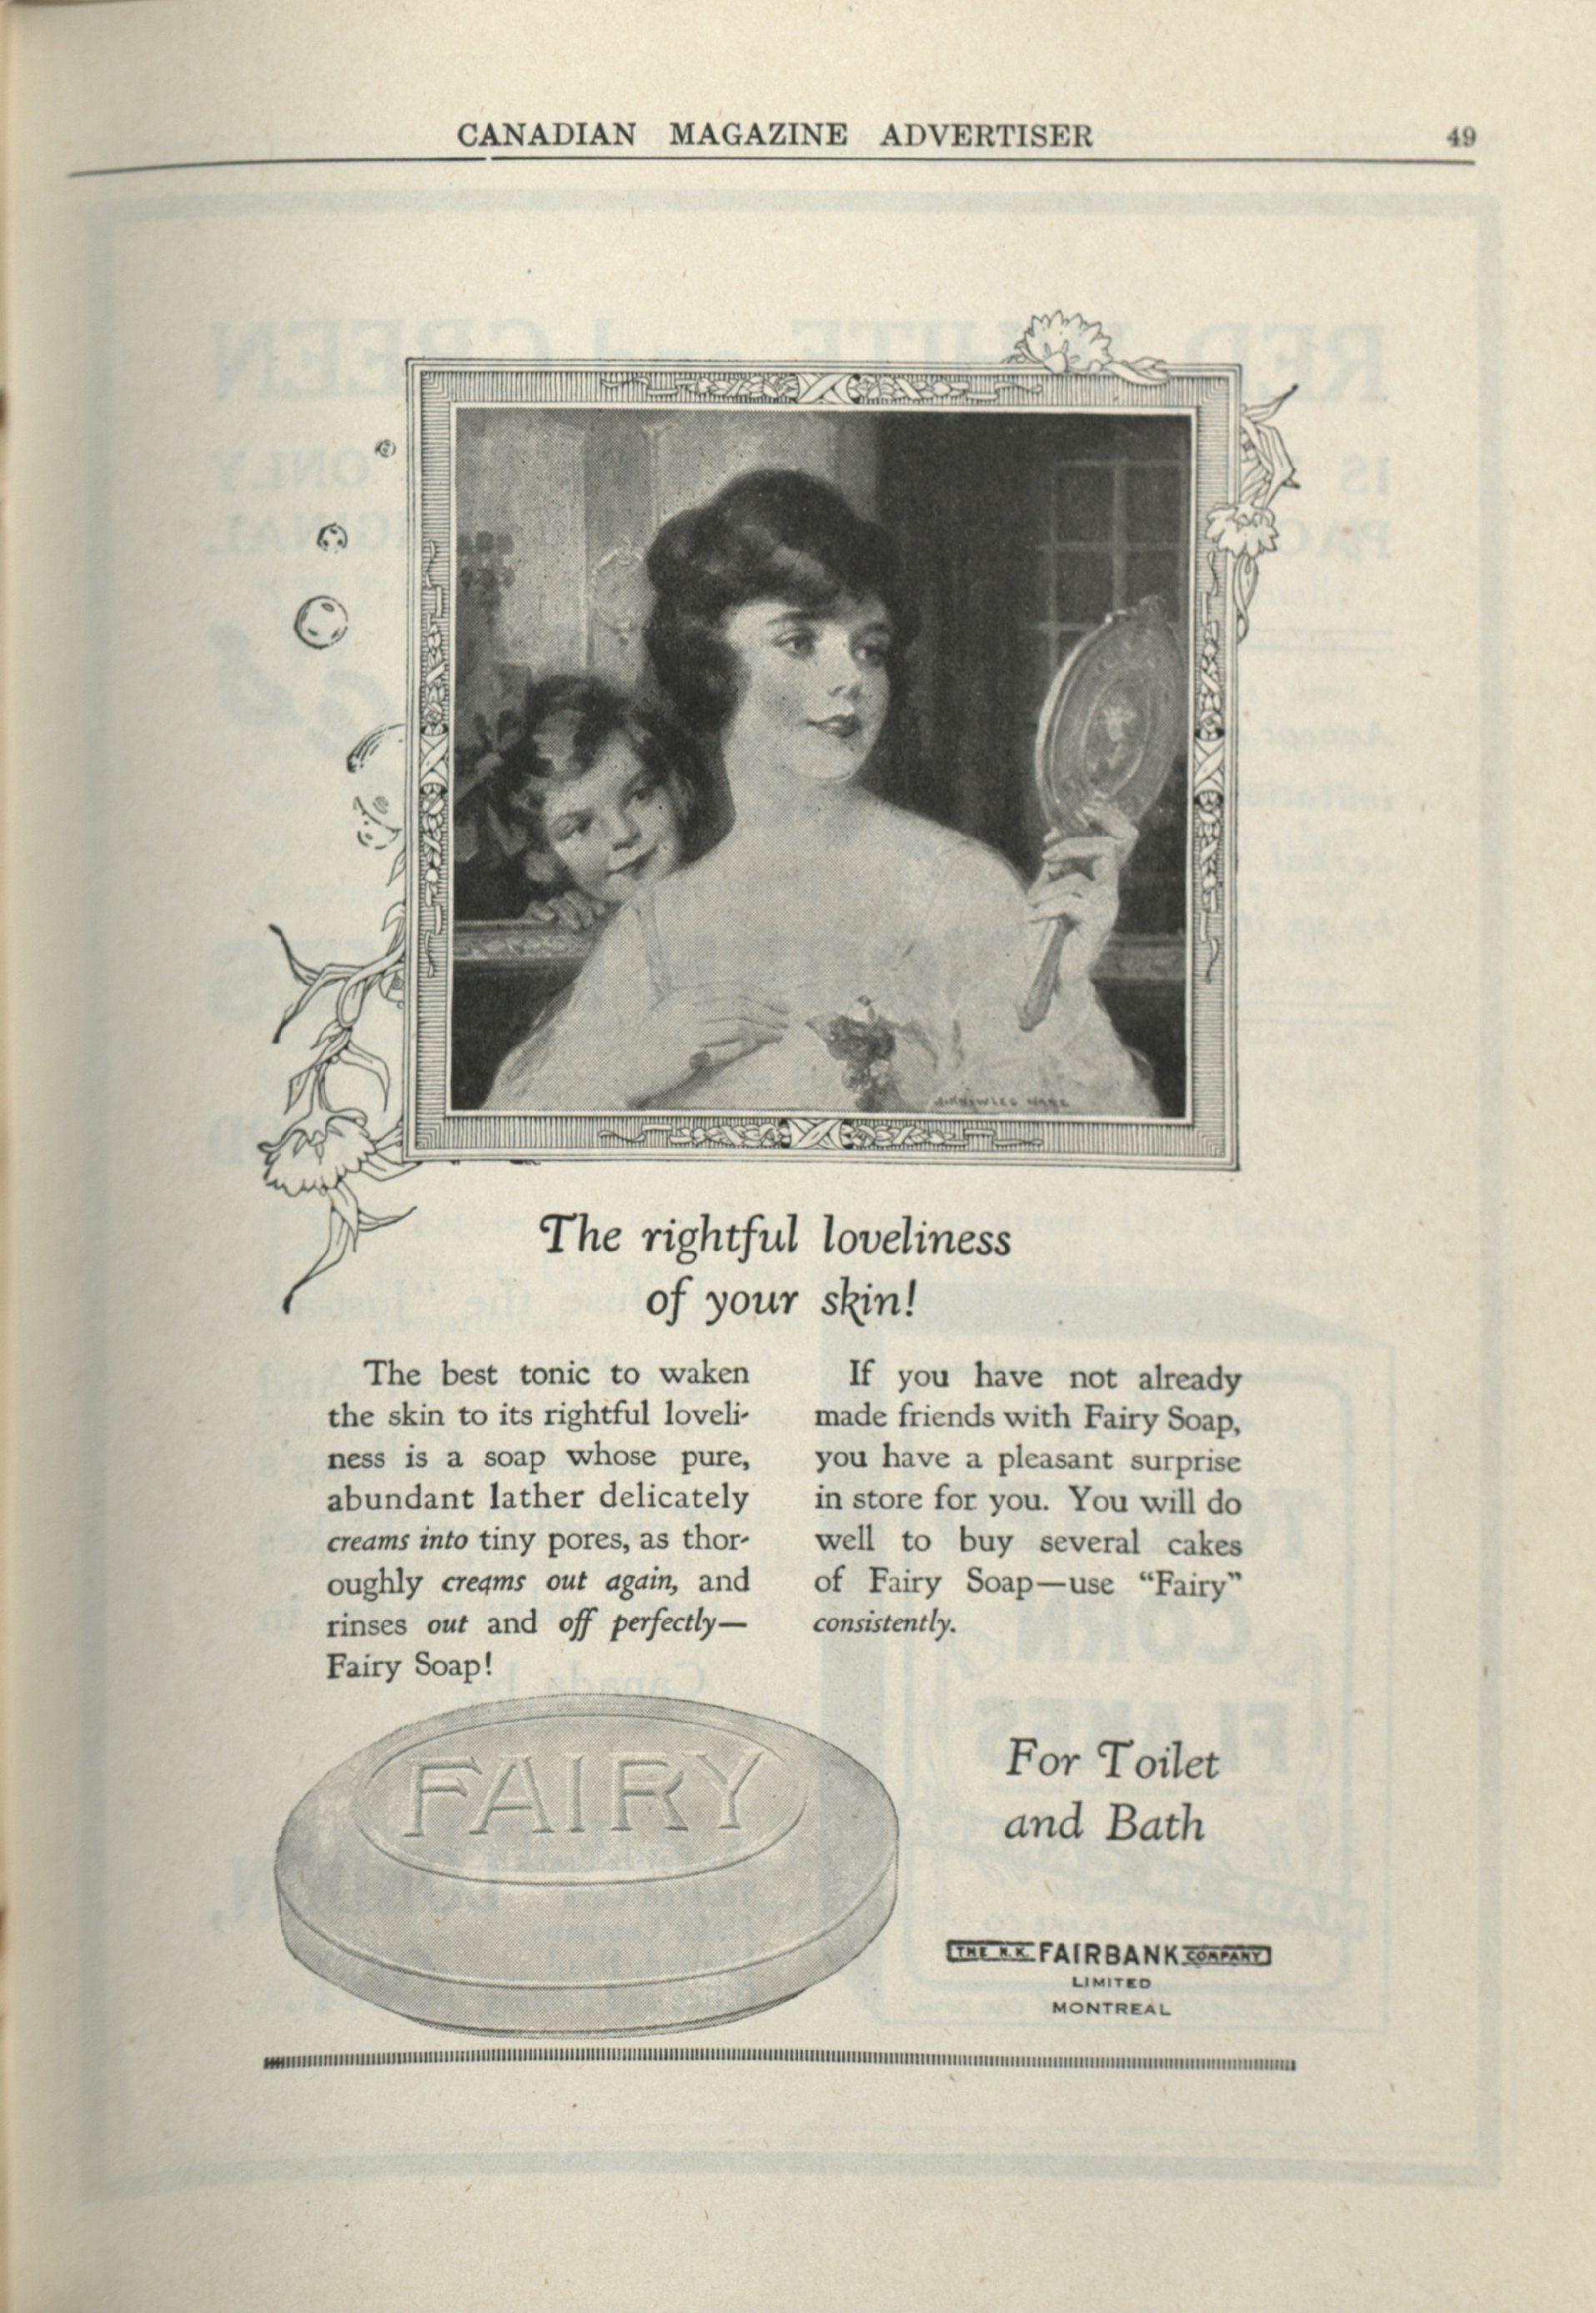 CANADIAN MAGAZINE ADVERTISER 49
J. KNOWLES HARE
The rightful loveliness
of your skin!
The best tonic to waken
the skin to its rightful loveli-
ness is a soap whose pure,
abundant lather delicately
creams into tiny pores, as thor-
oughly creams out again, and
rinses out and off perfectly—
Fairy Soap!
If you have not already
made friends with Fairy Soap,
you have a pleasant surprise
in store for you. You will do
well to buy several cakes
of Fairy Soap—use “Fairy”
consistently.
FAIRY
For Toilet
and Bath
THE N.K. FAIRBANK COMPANY
LIMITED
MONTREAL